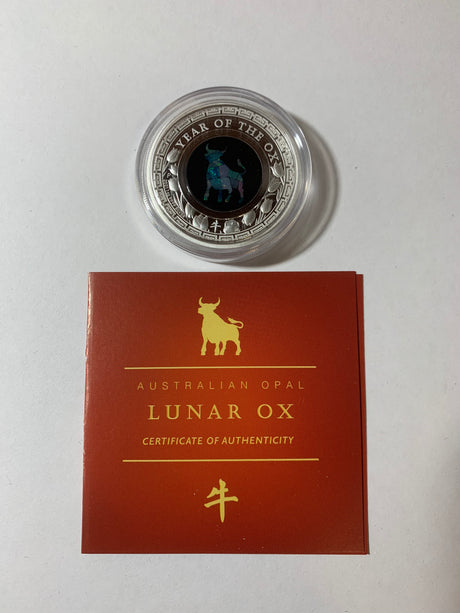 YEAR OF THE OX
牛
AUSTRALIAN OPAL
LUNAR OX
CERTIFICATE OF AUTHENTICITY
牛